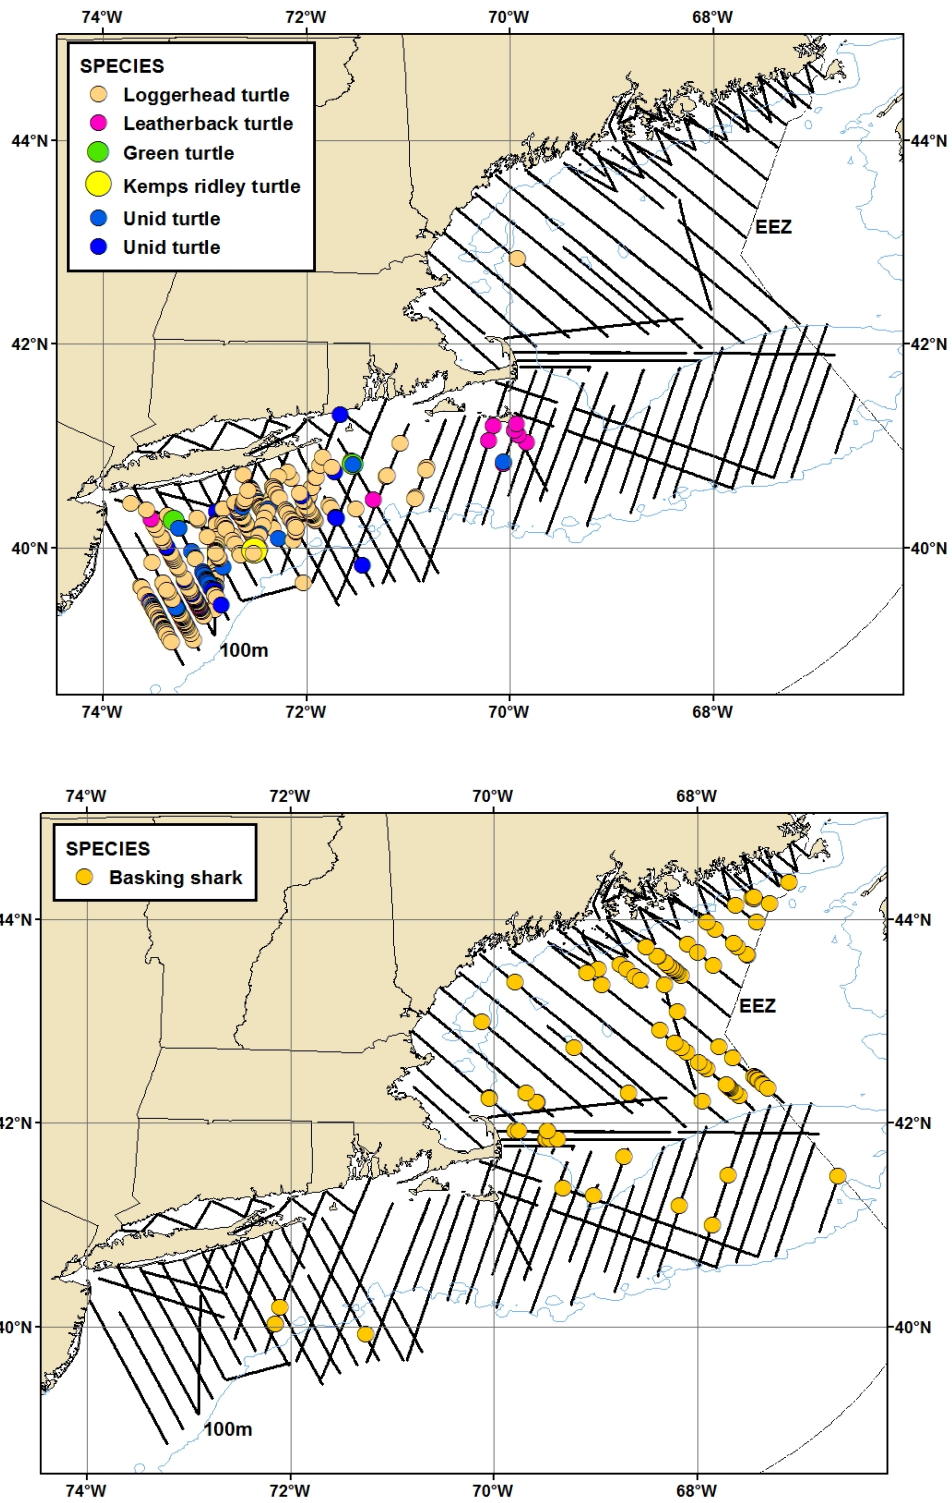 74°W 72°W 70°W 68°W
SPECIES
Loggerhead turtle
Leatherback turtle
Green turtle
Kemps ridley turtle
Unid turtle
Unid turtle
44°N 44°N
EEZ
42°N 42°N
40°N 40°N
100m
74°W 72°W 70°W 68°W
74°W 72°W 70°W 68°W
SPECIES
Basking shark
44°N 44°N
EEZ
42°N 42°N
40°N 40°N
100m
74°W 72°W 70°W 68°W